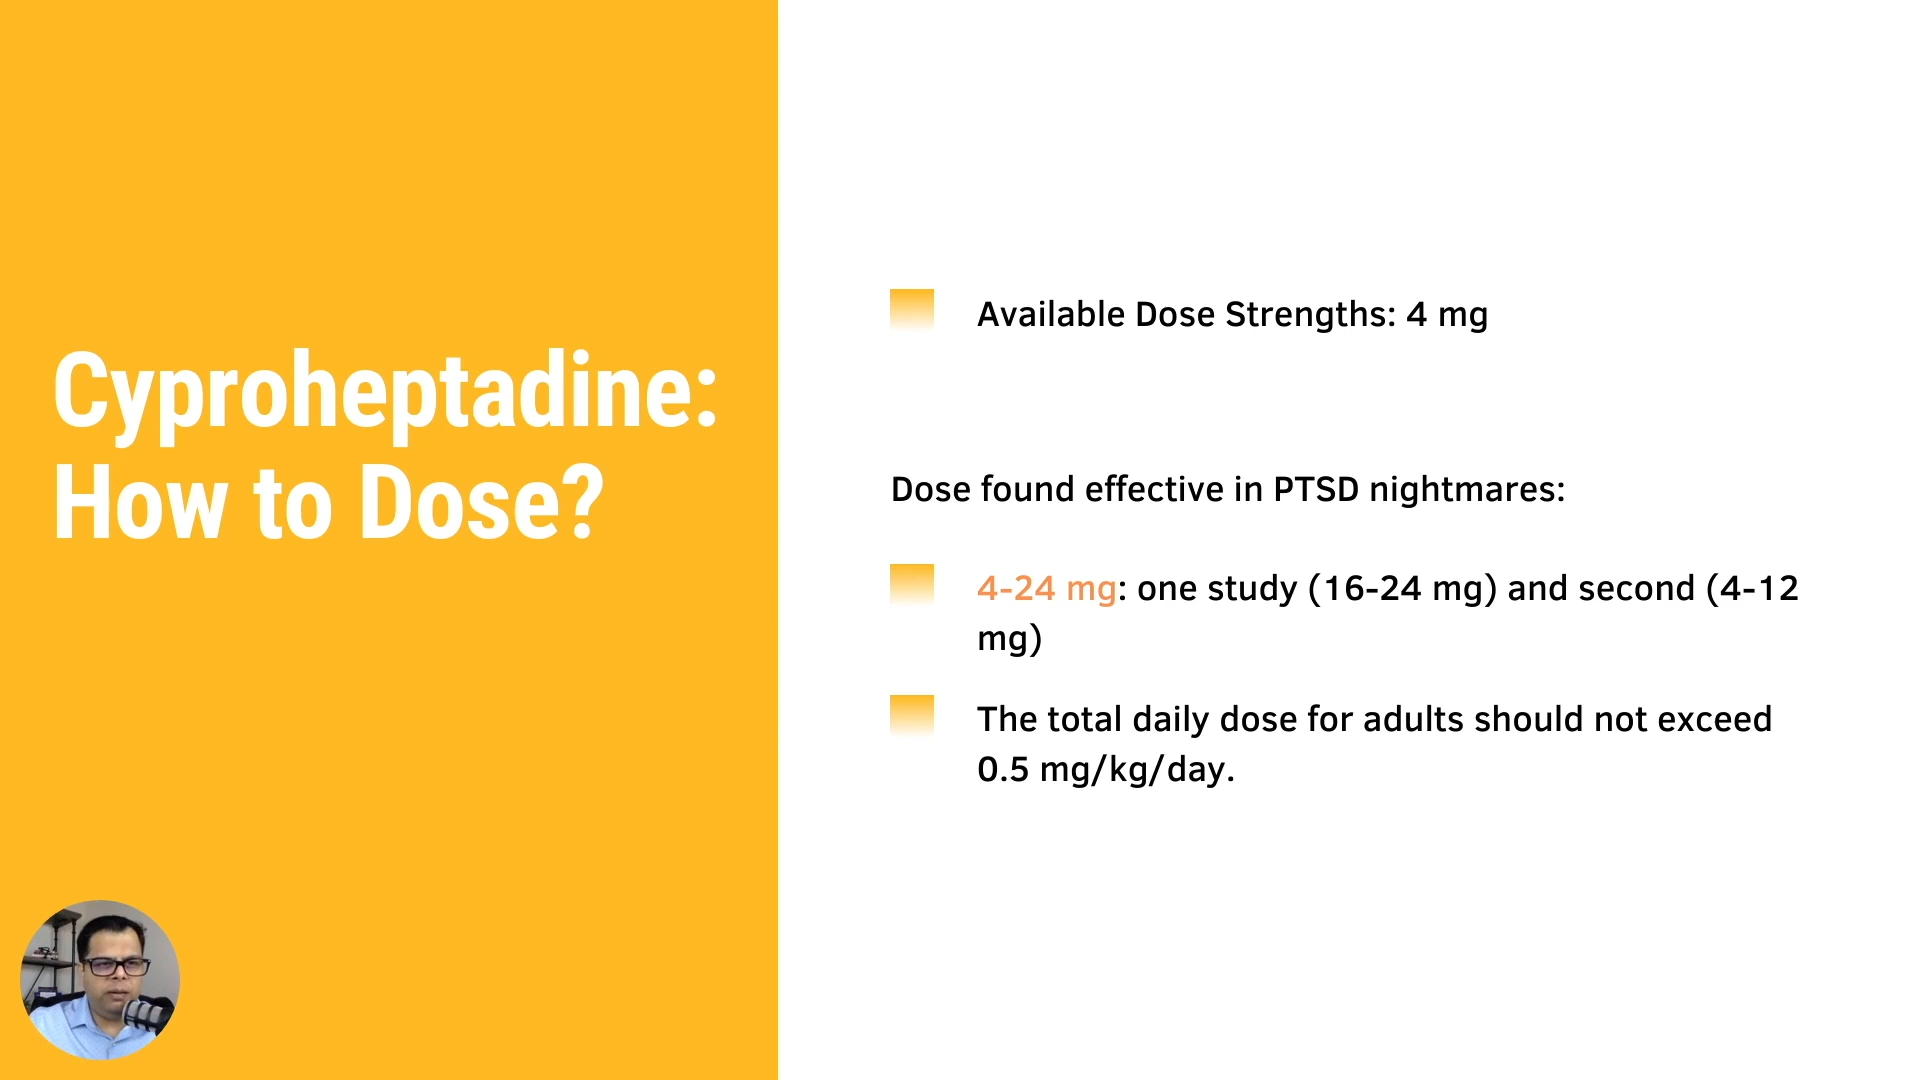 Cyproheptadine:
How to Dose?
Available Dose Strengths: 4 mg
Dose found effective in PTSD nightmares:
4-24 mg: one study (16-24 mg) and second (4-12
mg)
The total daily dose for adults should not exceed
0.5 mg/kg/day.